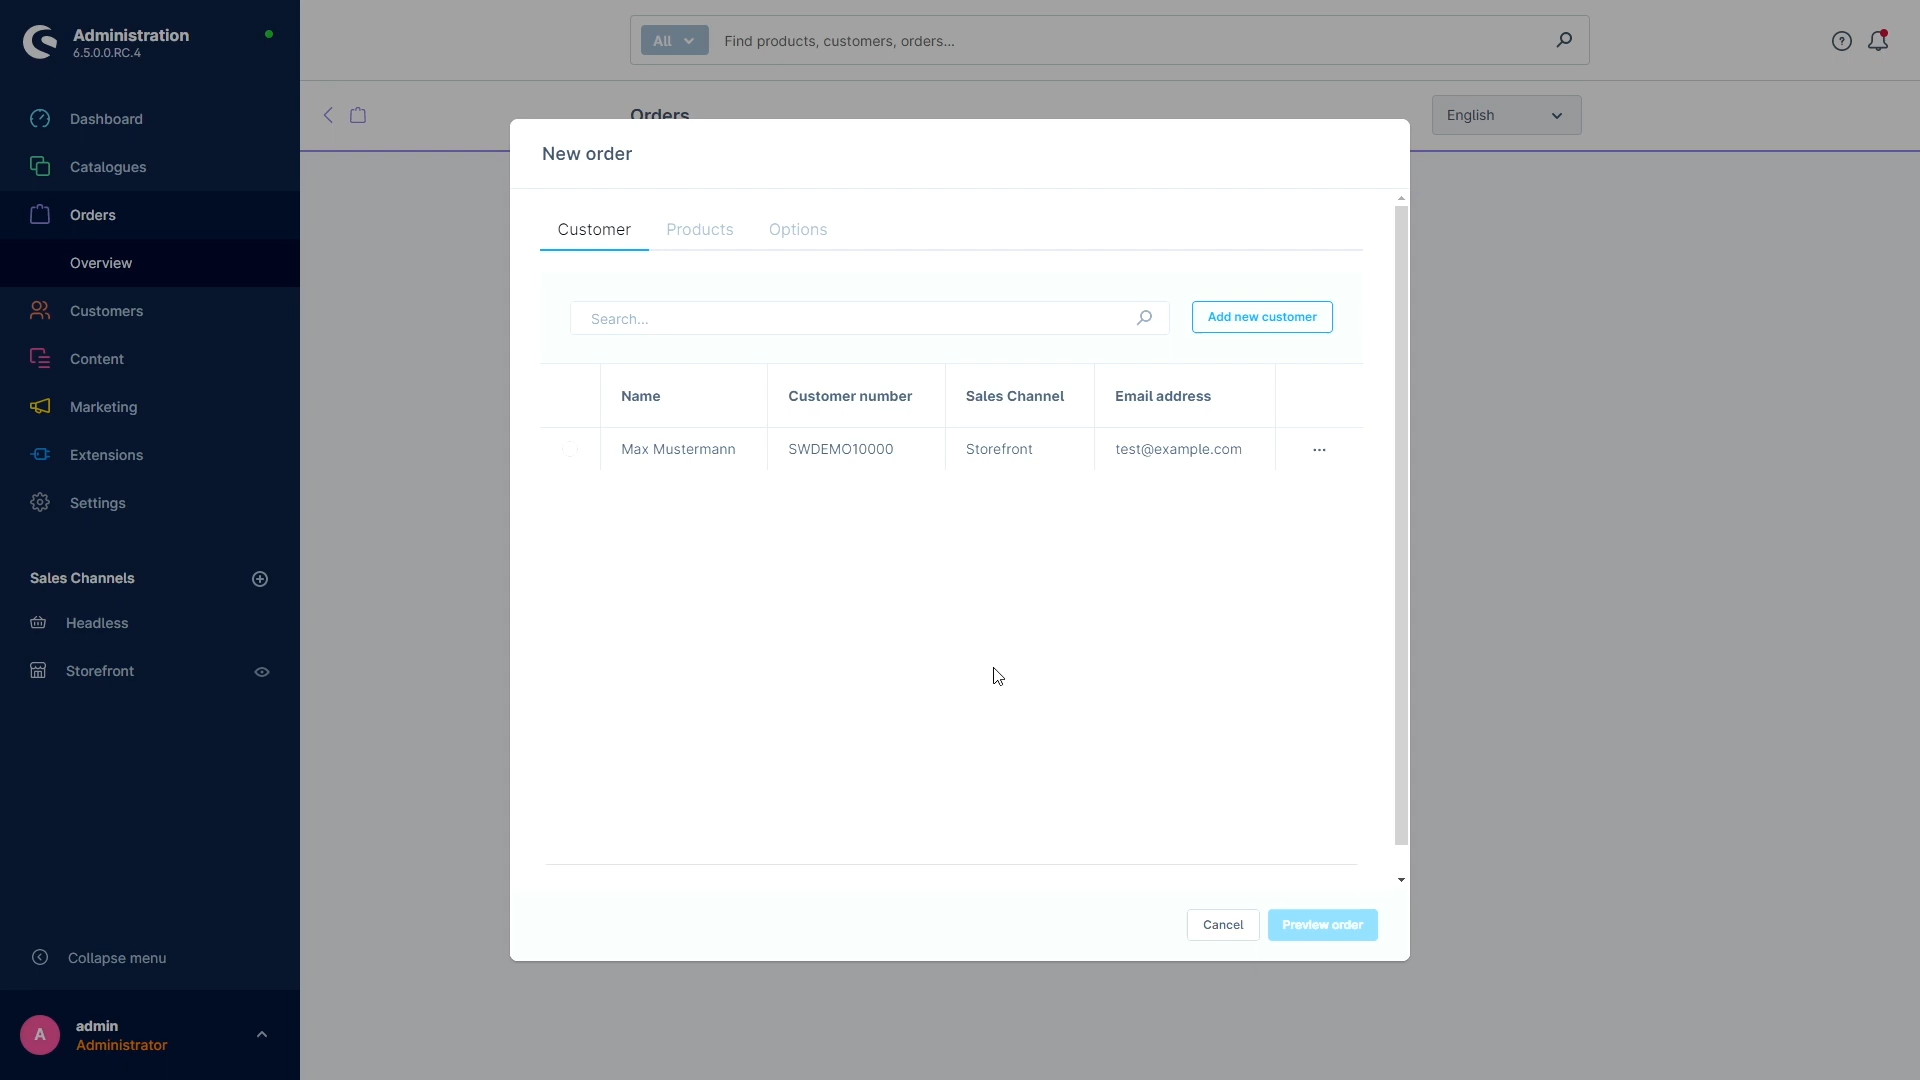 Administration
6.5.0.0.RC.4
Dashboard
Catalogues
Orders
Overview
Customers
Content
Marketing
Extensions
Settings
Sales Channels
Headless
Storefront
Collapse menu
A
admin
Administrator
All
Find products, customers, orders...
Orders
English
New order
Customer
Products
Options
Search...
Add new customer
Name
Customer number
Sales Channel
Email address
Max Mustermann
SWDEMO10000
Storefront
test@example.com
Cancel
Preview order